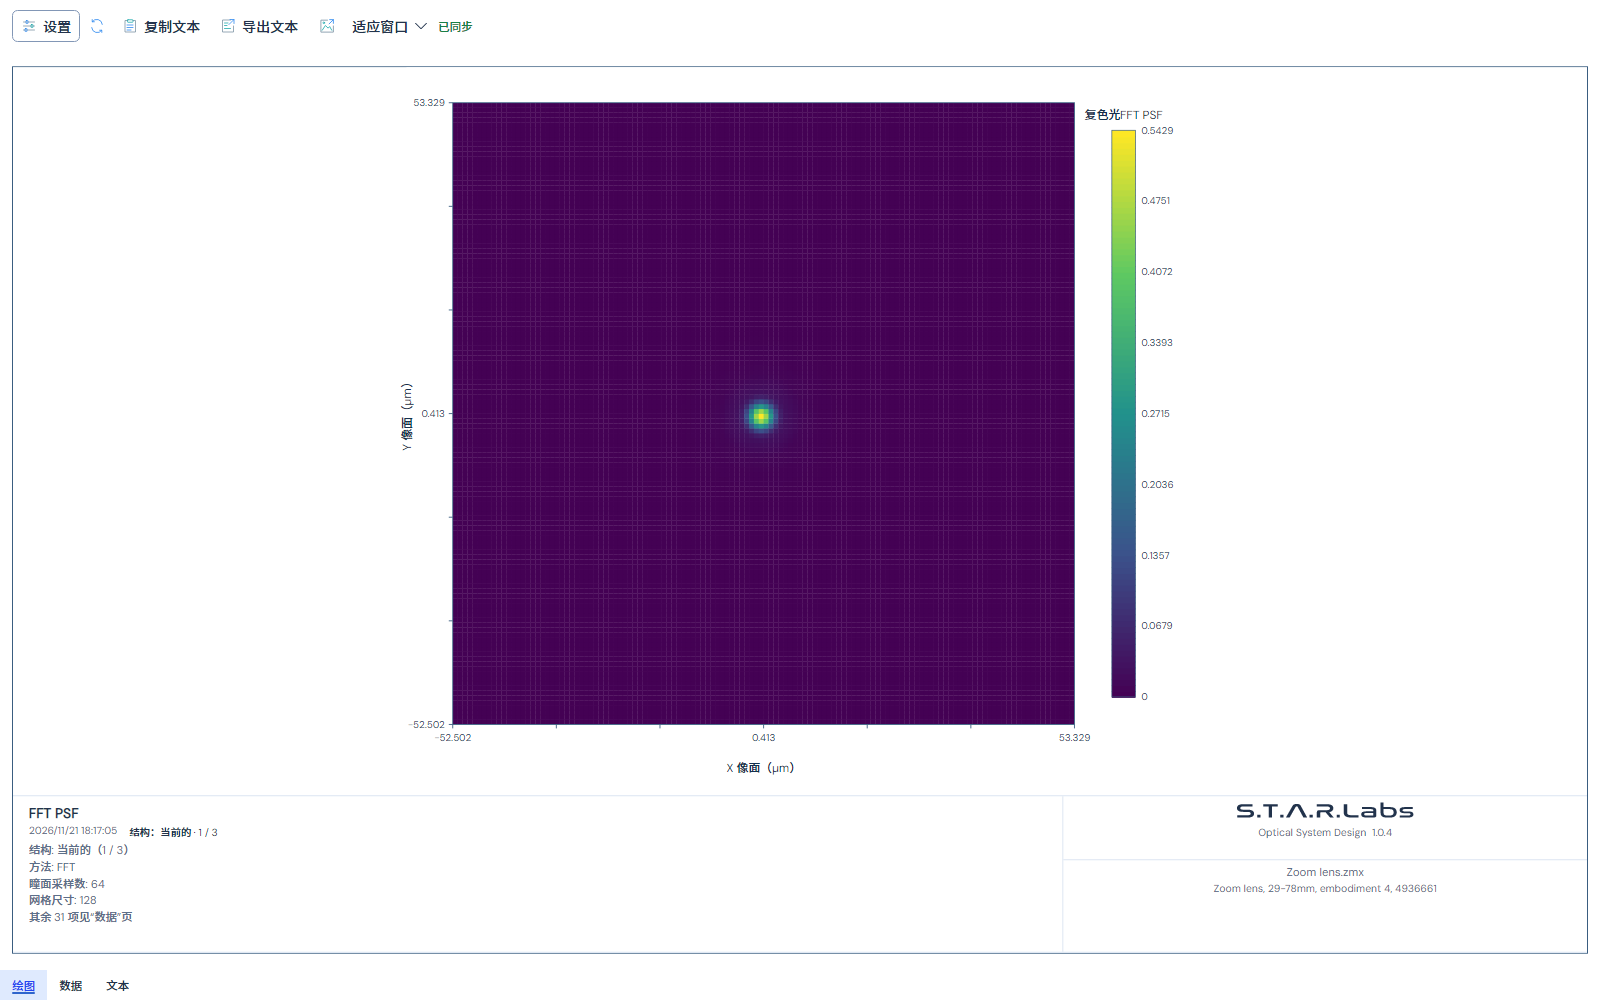 设置 复制文本 导出文本 适应窗口 已同步
53.329
0.413
-52.502
Y 像面（μm）
-52.502 0.413 53.329
X 像面（μm）
复色光FFT PSF
0.5429
0.4751
0.4072
0.3393
0.2715
0.2036
0.1357
0.0679
0
FFT PSF
2026/11/21 18:17:05 结构：当前的 · 1 / 3
结构: 当前的（1 / 3）
方法: FFT
瞳面采样数: 64
网格尺寸: 128
其余 31 项见“数据”页
S.T.A.R.Labs
Optical System Design 1.0.4
Zoom lens.zmx
Zoom lens, 29-78mm, embodiment 4, 4936661
绘图 数据 文本